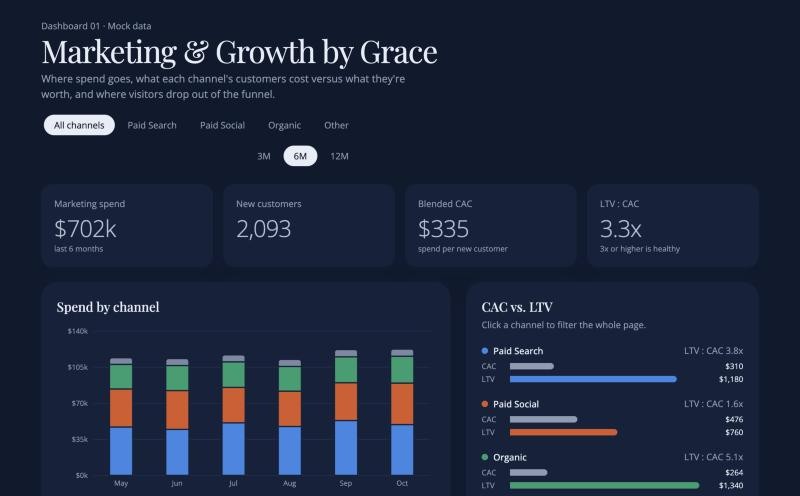 Dashboard 01 · Mock data
Marketing & Growth by Grace
Where spend goes, what each channel's customers cost versus what they're
worth, and where visitors drop out of the funnel.
All channels Paid Search Paid Social Organic Other
3M 6M 12M
Marketing spend
$702k
last 6 months
New customers
2,093
Blended CAC
$335
spend per new customer
LTV : CAC
3.3x
3x or higher is healthy
Spend by channel
$140k
$105k
$70k
$35k
$0k
May Jun Jul Aug Sep Oct
CAC vs. LTV
Click a channel to filter the whole page.
Paid Search LTV : CAC 3.8x
CAC $310
LTV $1,180
Paid Social LTV : CAC 1.6x
CAC $476
LTV $760
Organic LTV : CAC 5.1x
CAC $264
LTV $1,340